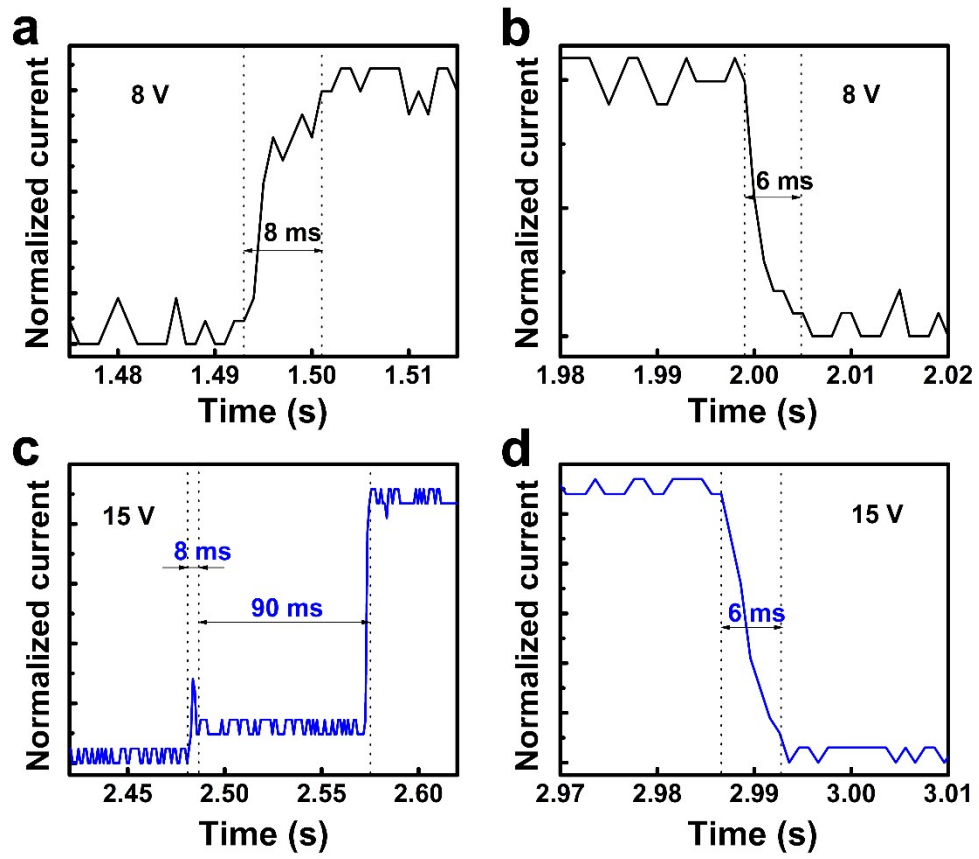 a
8 V
8 ms
Normalized current
1.48 1.49 1.50 1.51
Time (s)
b
8 V
6 ms
Normalized current
1.98 1.99 2.00 2.01 2.02
Time (s)
c
15 V
8 ms
90 ms
Normalized current
2.45 2.50 2.55 2.60
Time (s)
d
15 V
6 ms
Normalized current
2.97 2.98 2.99 3.00 3.01
Time (s)